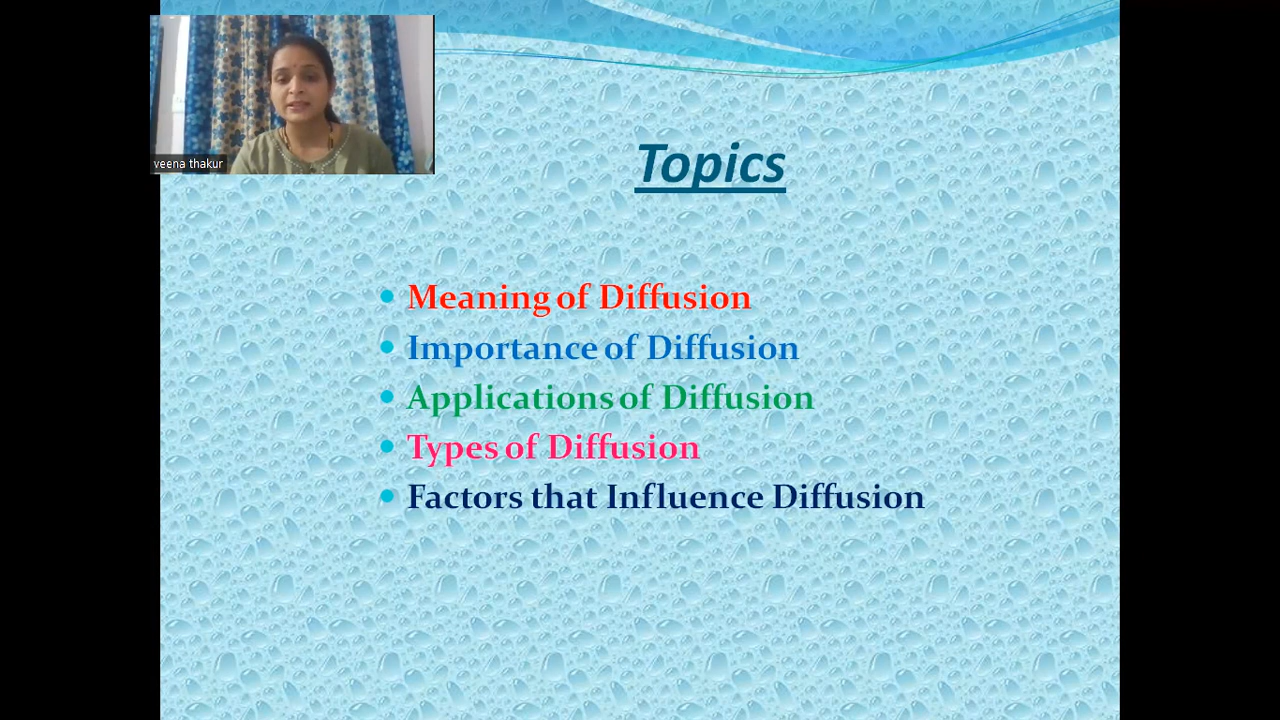 veena thakur
Topics
Meaning of Diffusion
Importance of Diffusion
Applications of Diffusion
Types of Diffusion
Factors that Influence Diffusion